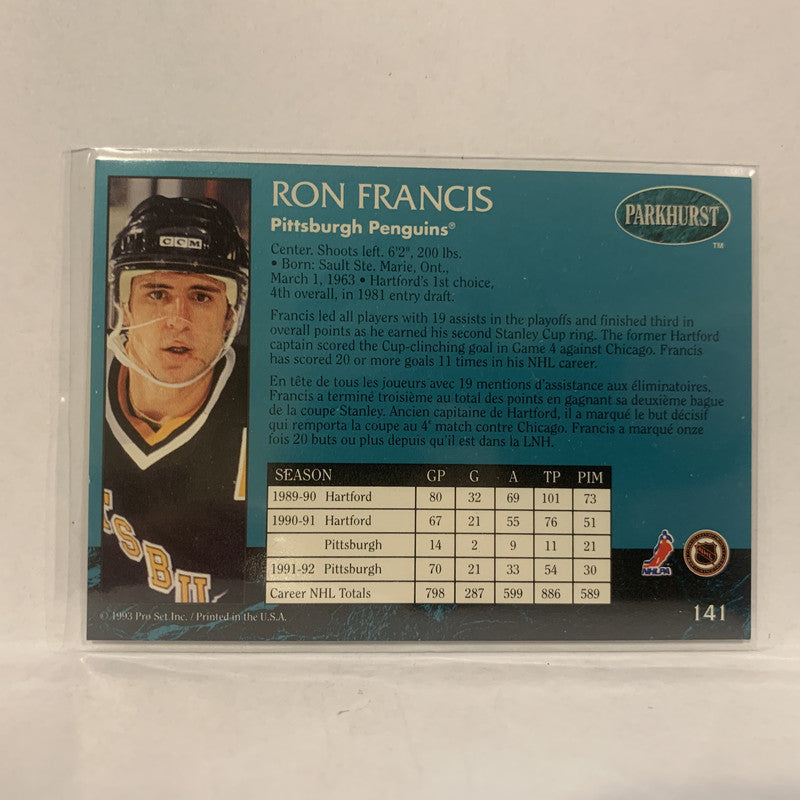 RON FRANCIS
Pittsburgh Penguins®
PARKHURST
TM
CCM
Center. Shoots left. 6'2", 200 lbs.
• Born: Sault Ste. Marie, Ont.,
March 1, 1963 • Hartford's 1st choice,
4th overall, in 1981 entry draft.
Francis led all players with 19 assists in the playoffs and finished third in
overall points as he earned his second Stanley Cup ring. The former Hartford
captain scored the Cup-clinching goal in Game 4 against Chicago. Francis
has scored 20 or more goals 11 times in his NHL career.
En tête de tous les joueurs avec 19 mentions d'assistance aux éliminatoires,
Francis a terminé troisième au total des points en gagnant sa deuxième bague
de la coupe Stanley. Ancien capitaine de Hartford, il a marqué le but décisif
qui remporta la coupe au 4e match contre Chicago. Francis a marqué onze
fois 20 buts ou plus depuis qu'il est dans la LNH.
SEASON GP G A TP PIM
1989-90 Hartford 80 32 69 101 73
1990-91 Hartford 67 21 55 76 51
Pittsburgh 14 2 9 11 21
1991-92 Pittsburgh 70 21 33 54 30
Career NHL Totals 798 287 599 886 589
SBU
NHLPA
© 1993 Pro Set Inc. / Printed in the U.S.A.
141